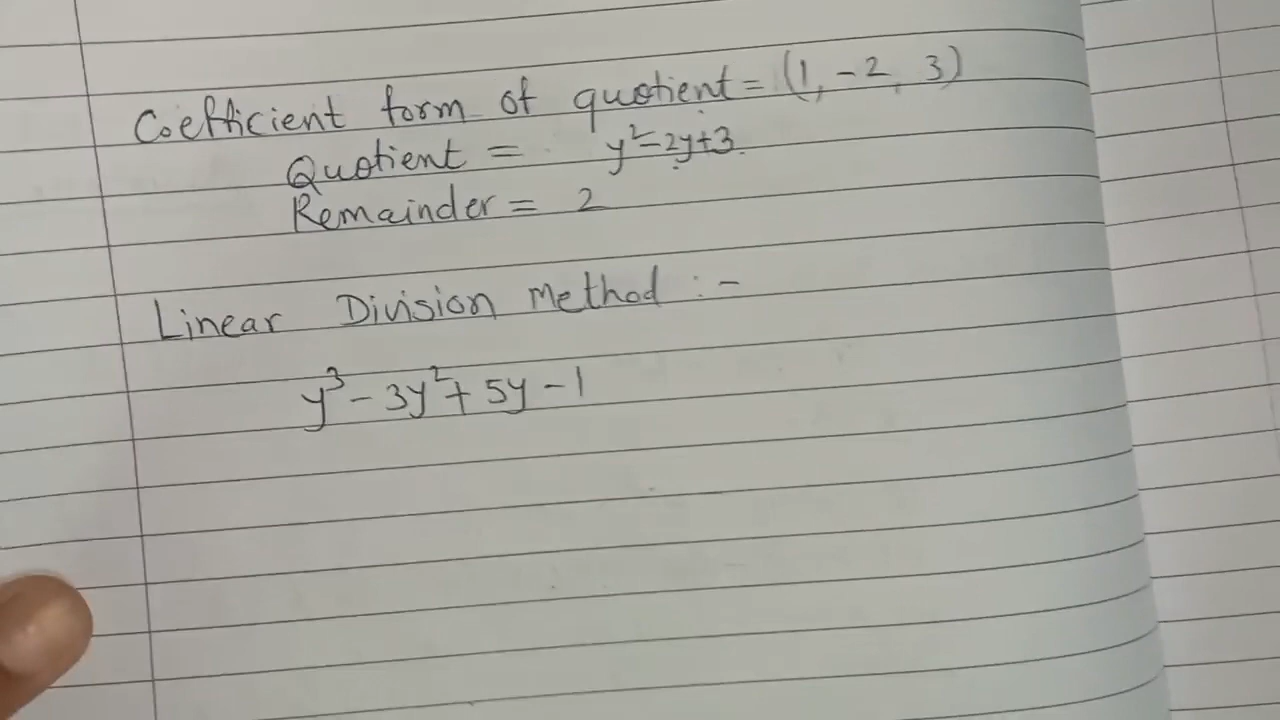 Coefficient form of quotient = (1, -2, 3)
Quotient = y²-2y+3
Remainder = 2
Linear Division Method :-
y³ - 3y² + 5y - 1